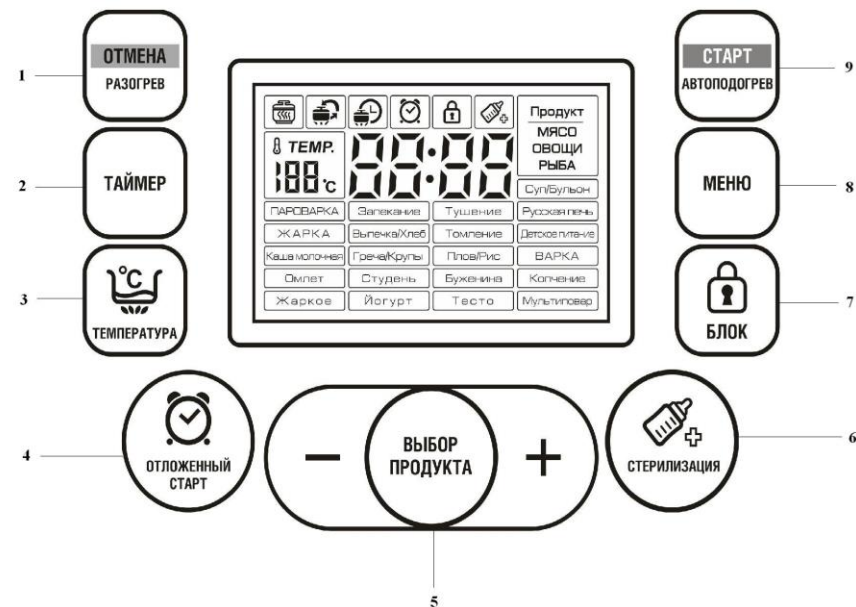 ОТМЕНА
РАЗОГРЕВ
1
ТАЙМЕР
2
°C
ТЕМПЕРАТУРА
3
TEMP.
188°C
88:88
Продукт
МЯСО
ОВОЩИ
РЫБА
Суп/Бульон
ПАРОВАРКА Запекание Тушение Русская печь
ЖАРКА Выпечка/Хлеб Томление Детское питание
Каша молочная Греча/Крупы Плов/Рис ВАРКА
Омлет Студень Буженина Копчение
Жаркое Йогурт Тесто Мультиповар
СТАРТ
АВТОПОДОГРЕВ
9
МЕНЮ
8
БЛОК
7
ОТЛОЖЕННЫЙ
СТАРТ
4
−
ВЫБОР
ПРОДУКТА
+
5
СТЕРИЛИЗАЦИЯ
6